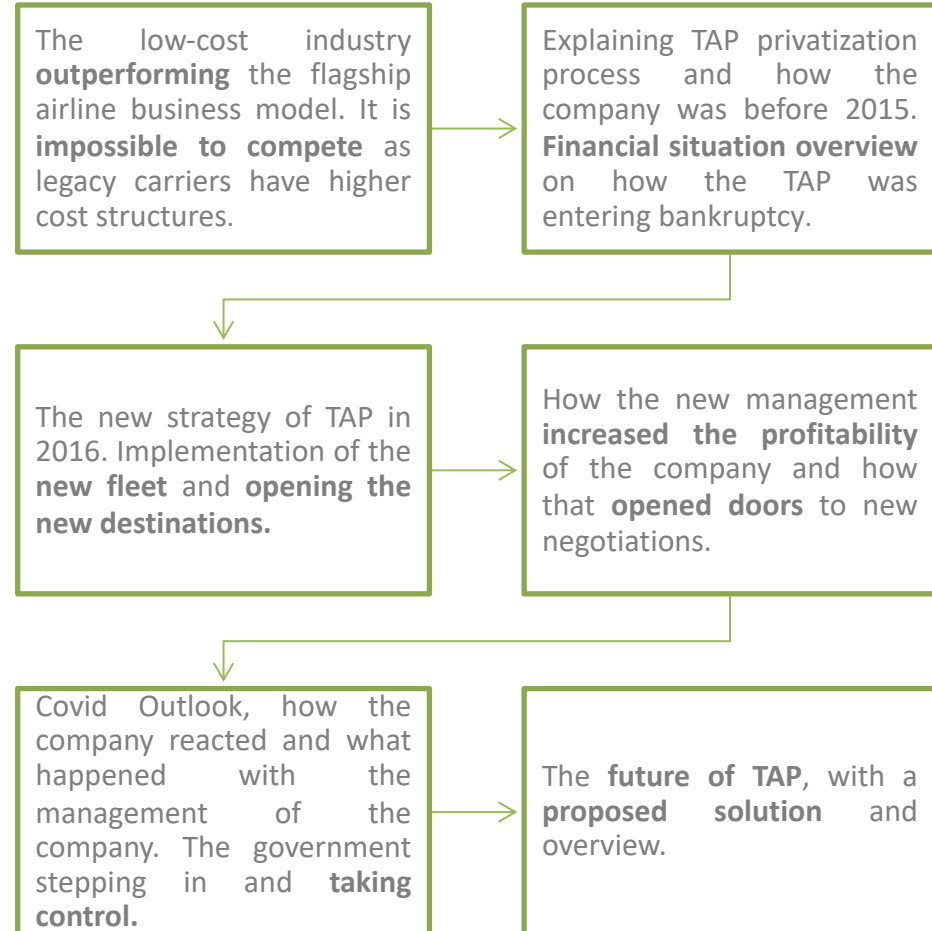 The low-cost industry
outperforming the flagship
airline business model. It is
impossible to compete as
legacy carriers have higher
cost structures.
Explaining TAP privatization
process and how the
company was before 2015.
Financial situation overview
on how the TAP was
entering bankruptcy.
The new strategy of TAP in
2016. Implementation of the
new fleet and opening the
new destinations.
How the new management
increased the profitability
of the company and how
that opened doors to new
negotiations.
Covid Outlook, how the
company reacted and what
happened with the
management of the
company. The government
stepping in and taking
control.
The future of TAP, with a
proposed solution and
overview.